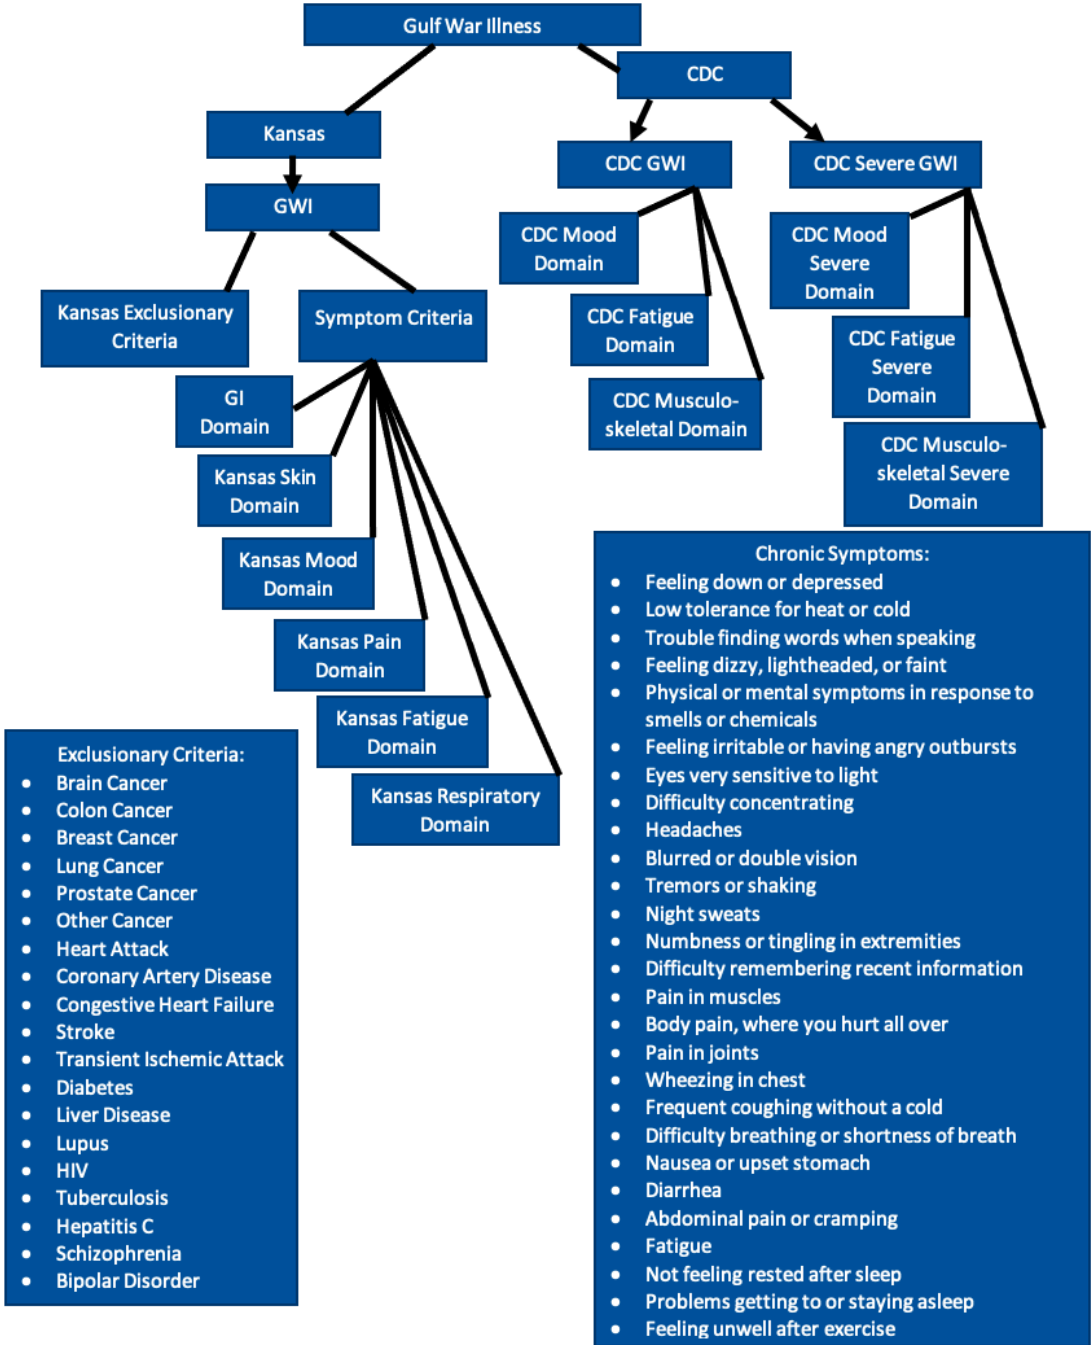 Gulf War Illness
CDC
Kansas
CDC GWI
CDC Severe GWI
GWI
CDC Mood
Domain
CDC Mood
Severe
Domain
Kansas Exclusionary
Criteria
Symptom Criteria
CDC Fatigue
Domain
CDC Fatigue
Severe
Domain
GI
Domain
CDC Musculo-
skeletal Domain
CDC Musculo-
skeletal Severe
Domain
Kansas Skin
Domain
Kansas Mood
Domain
Kansas Pain
Domain
Kansas Fatigue
Domain
Kansas Respiratory
Domain
Exclusionary Criteria:
• Brain Cancer
• Colon Cancer
• Breast Cancer
• Lung Cancer
• Prostate Cancer
• Other Cancer
• Heart Attack
• Coronary Artery Disease
• Congestive Heart Failure
• Stroke
• Transient Ischemic Attack
• Diabetes
• Liver Disease
• Lupus
• HIV
• Tuberculosis
• Hepatitis C
• Schizophrenia
• Bipolar Disorder
Chronic Symptoms:
• Feeling down or depressed
• Low tolerance for heat or cold
• Trouble finding words when speaking
• Feeling dizzy, lightheaded, or faint
• Physical or mental symptoms in response to
smells or chemicals
• Feeling irritable or having angry outbursts
• Eyes very sensitive to light
• Difficulty concentrating
• Headaches
• Blurred or double vision
• Tremors or shaking
• Night sweats
• Numbness or tingling in extremities
• Difficulty remembering recent information
• Pain in muscles
• Body pain, where you hurt all over
• Pain in joints
• Wheezing in chest
• Frequent coughing without a cold
• Difficulty breathing or shortness of breath
• Nausea or upset stomach
• Diarrhea
• Abdominal pain or cramping
• Fatigue
• Not feeling rested after sleep
• Problems getting to or staying asleep
• Feeling unwell after exercise